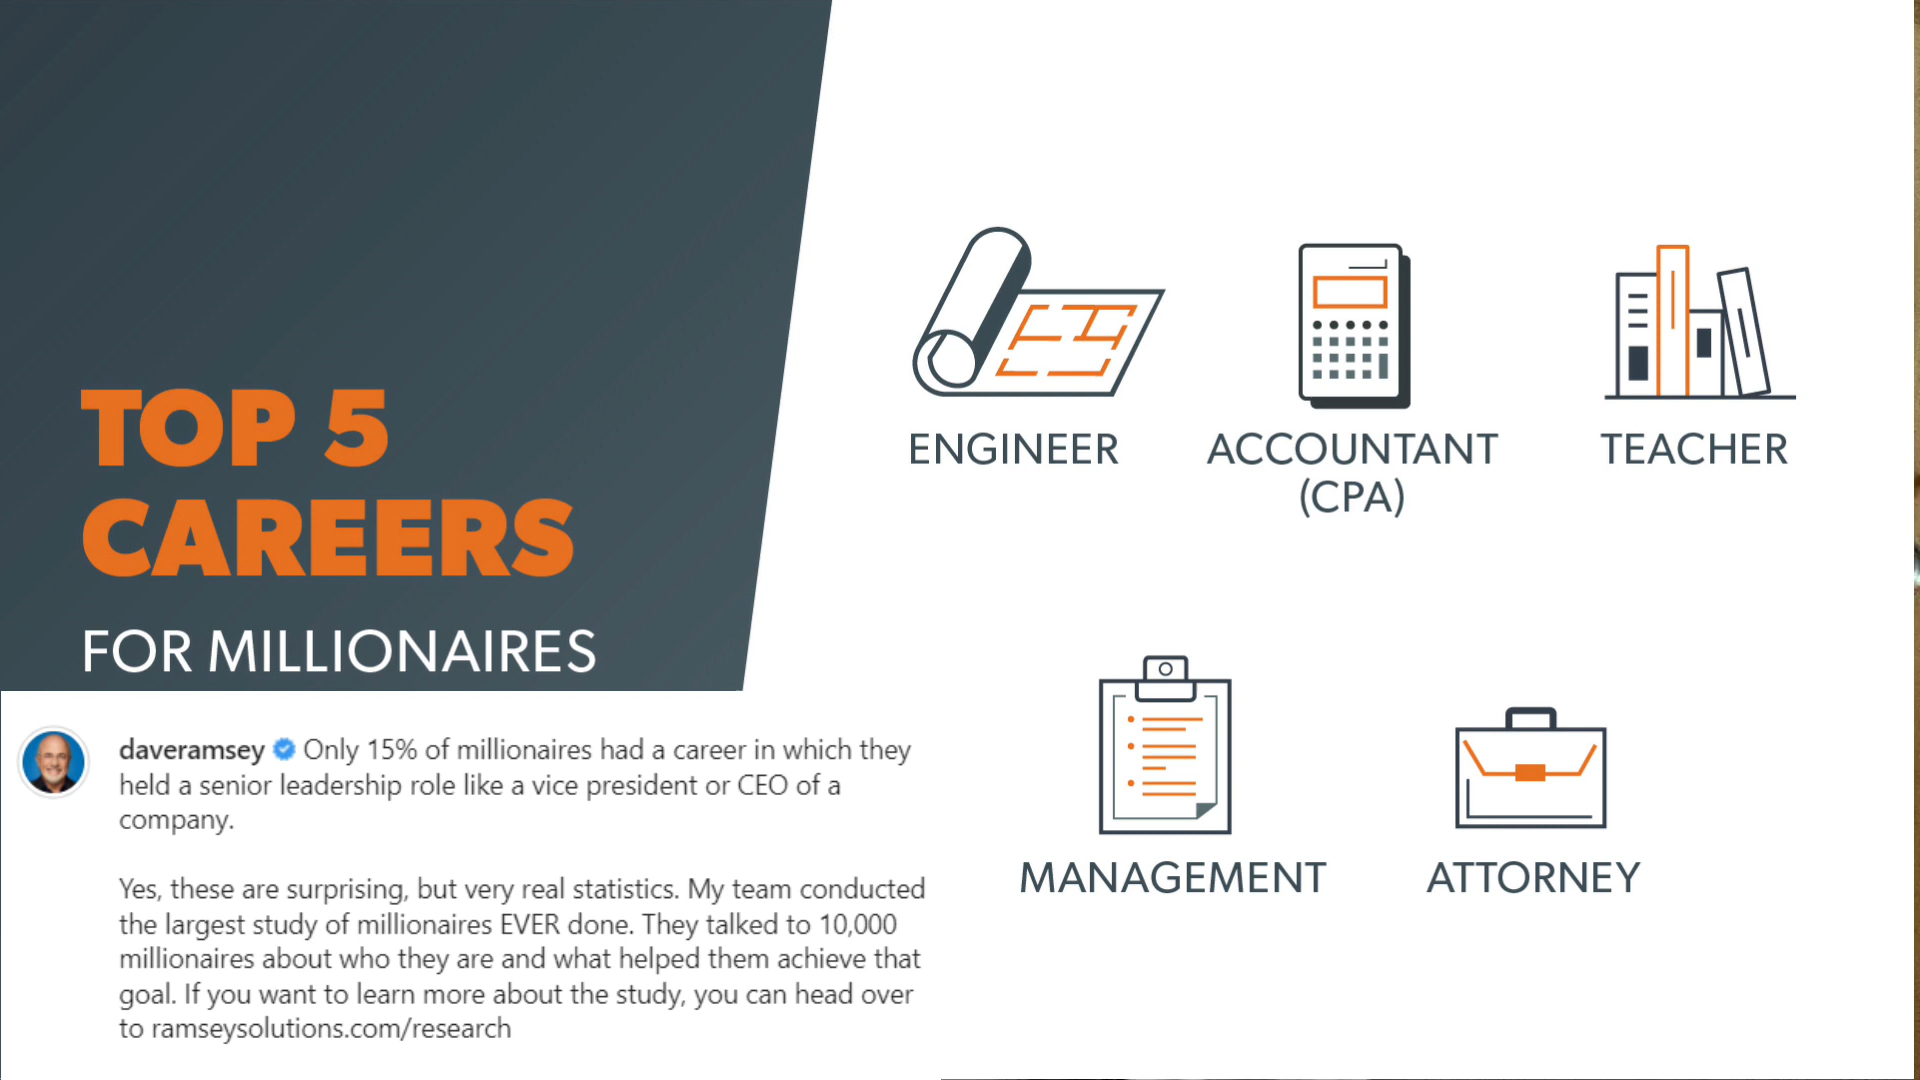 TOP 5
CAREERS
FOR MILLIONAIRES
ENGINEER
ACCOUNTANT
(CPA)
TEACHER
MANAGEMENT
ATTORNEY
daveramsey Only 15% of millionaires had a career in which they
held a senior leadership role like a vice president or CEO of a
company.
Yes, these are surprising, but very real statistics. My team conducted
the largest study of millionaires EVER done. They talked to 10,000
millionaires about who they are and what helped them achieve that
goal. If you want to learn more about the study, you can head over
to ramseysolutions.com/research